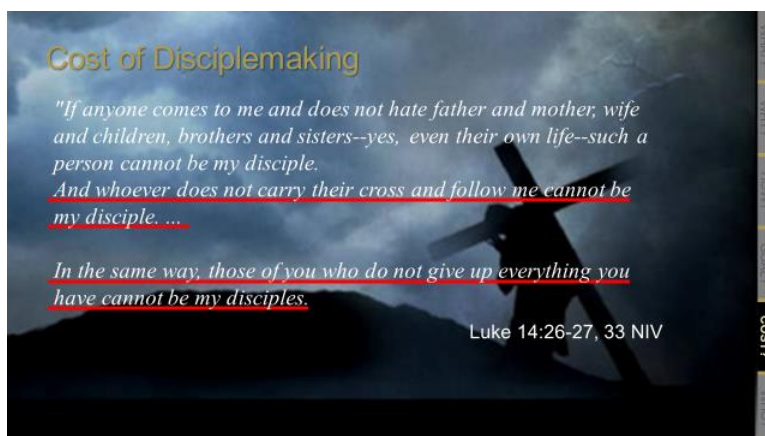 Cost of Disciplemaking
"If anyone comes to me and does not hate father and mother, wife
and children, brothers and sisters--yes, even their own life--such a
person cannot be my disciple.
And whoever does not carry their cross and follow me cannot be
my disciple. ...
In the same way, those of you who do not give up everything you
have cannot be my disciples.
Luke 14:26-27, 33 NIV